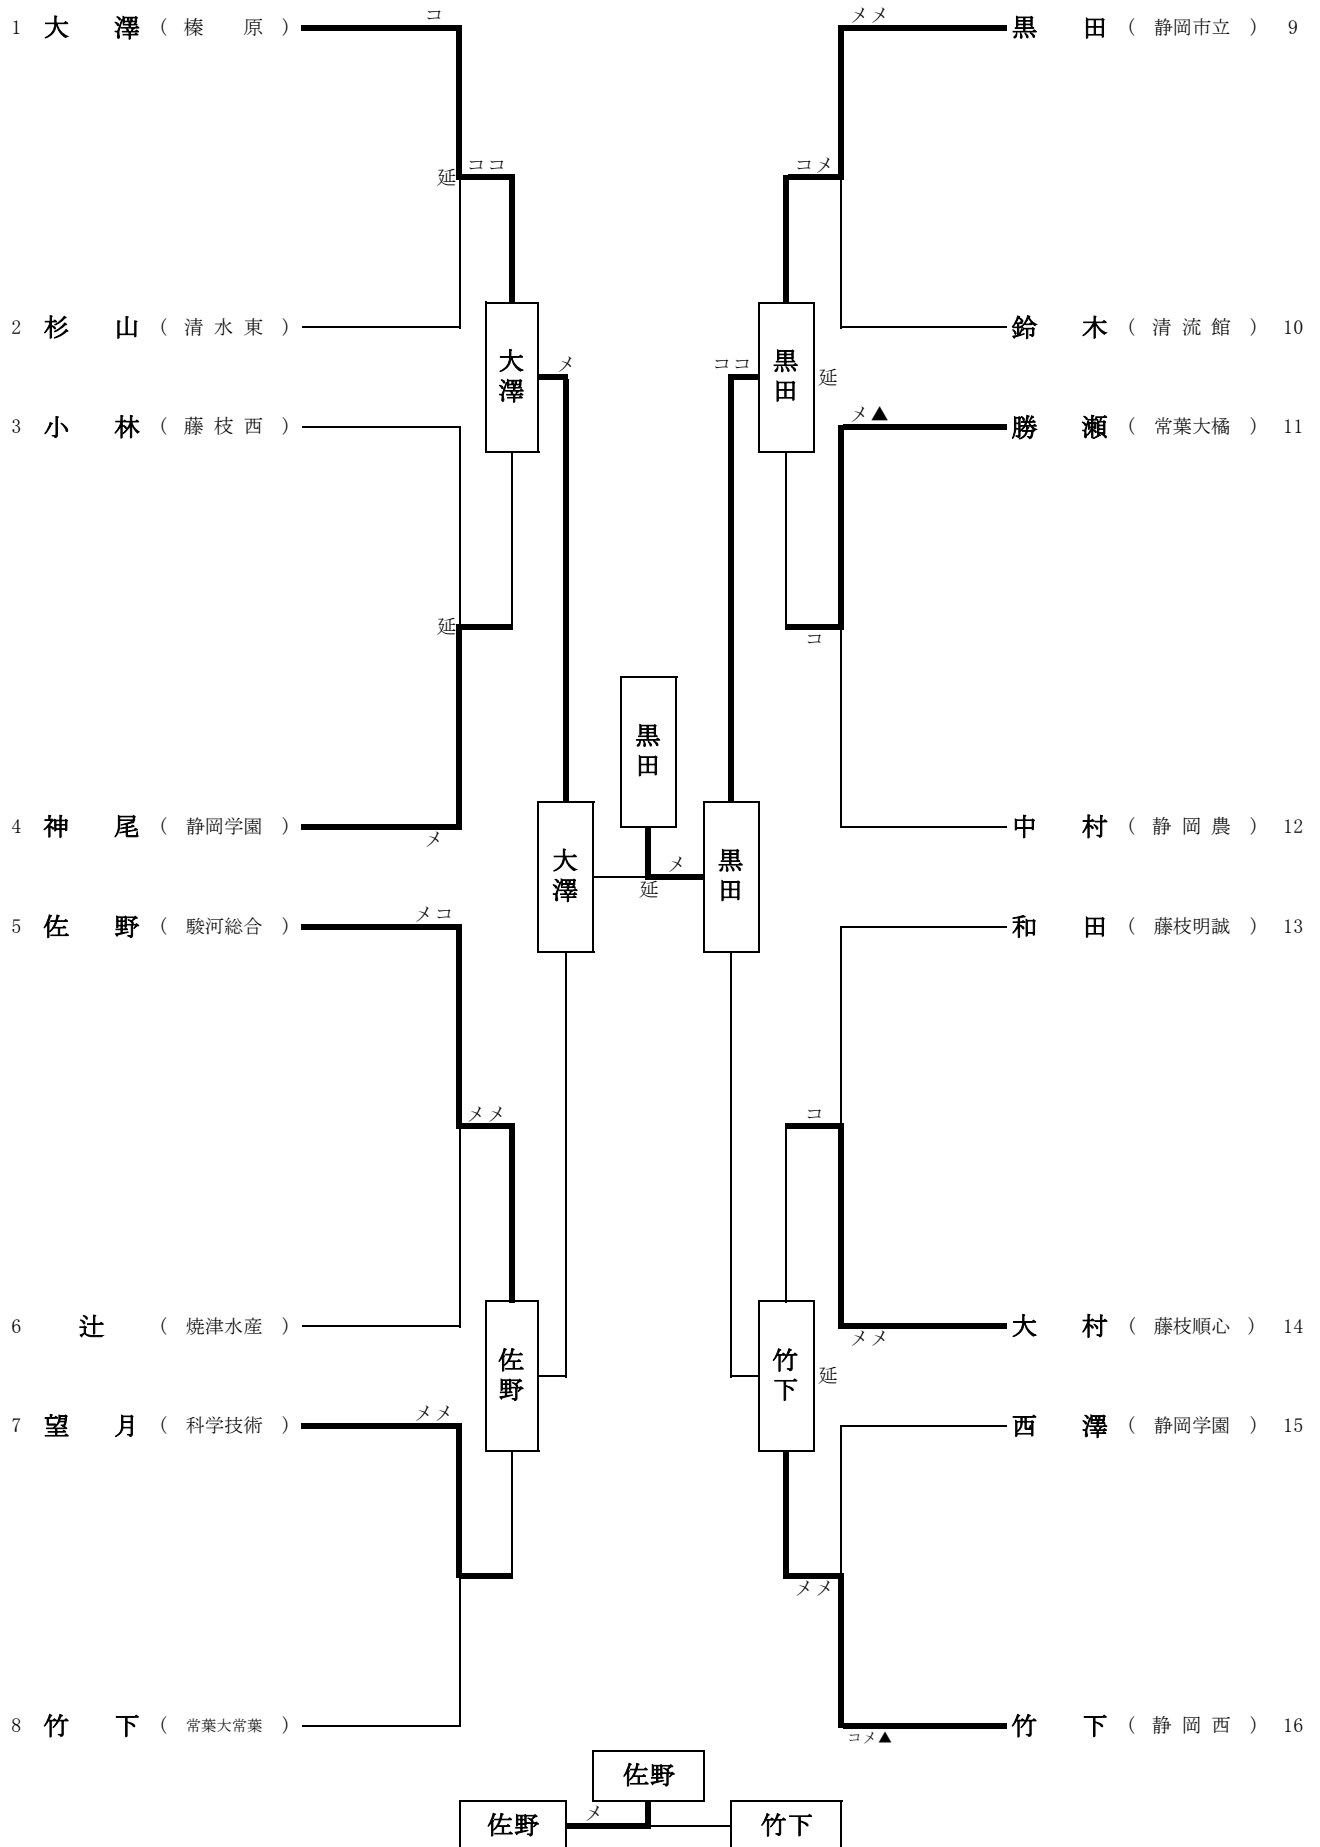 1 大澤 （ 榛原 ） コ
延 ココ
2 杉山 （ 清水東 ）
大澤 メ
3 小林 （ 藤枝西 ）
延
4 神尾 （ 静岡学園 ） メ
大澤
5 佐野 （ 駿河総合 ） メコ
メメ
6 辻 （ 焼津水産 ）
佐野
7 望月 （ 科学技術 ） メメ
8 竹下 （ 常葉大常葉 ）
黒田
メ
延
メメ 黒田 （ 静岡市立 ） 9
コメ
鈴木 （ 清流館 ） 10
ココ 黒田 延
メ▲ 勝瀬 （ 常葉大橘 ） 11
コ
中村 （ 静岡農 ） 12
黒田
和田 （ 藤枝明誠 ） 13
コ
メメ 大村 （ 藤枝順心 ） 14
竹下 延
西澤 （ 静岡学園 ） 15
メメ
コメ▲ 竹下 （ 静岡西 ） 16
佐野
佐野 メ 竹下